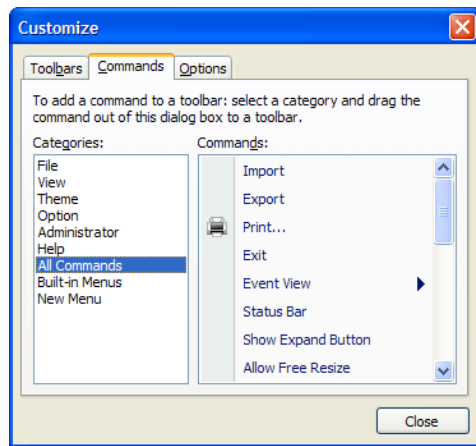 Customize
Toolbars Commands Options
To add a command to a toolbar: select a category and drag the
command out of this dialog box to a toolbar.
Categories: Commands:
File
View
Theme
Option
Administrator
Help
All Commands
Built-in Menus
New Menu
Import
Export
Print...
Exit
Event View
Status Bar
Show Expand Button
Allow Free Resize
Close